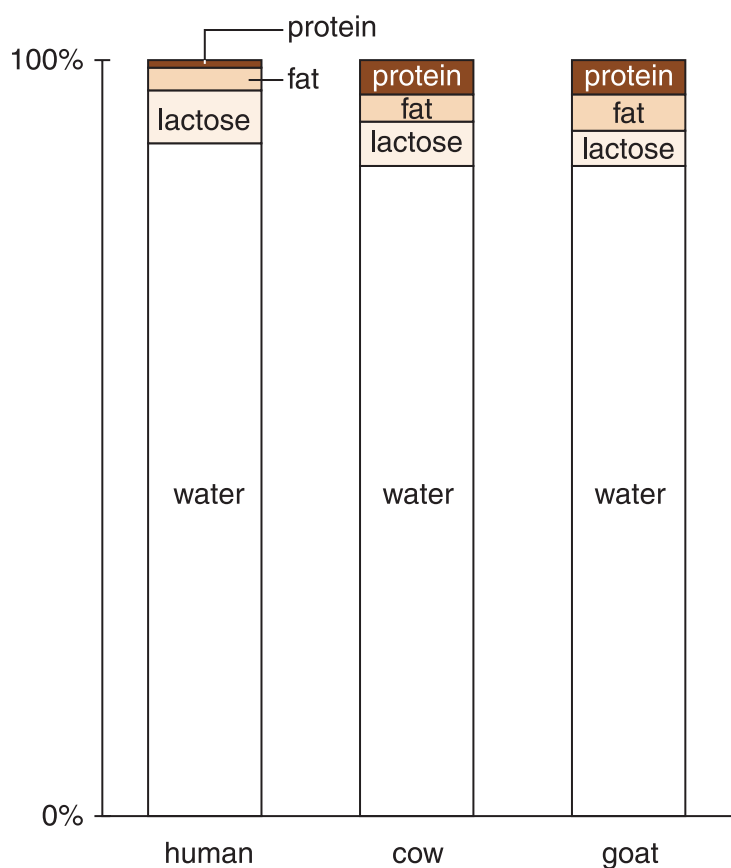 protein
100%
fat
protein
protein
fat
fat
lactose
lactose
lactose
water
water
water
0%
human
cow
goat